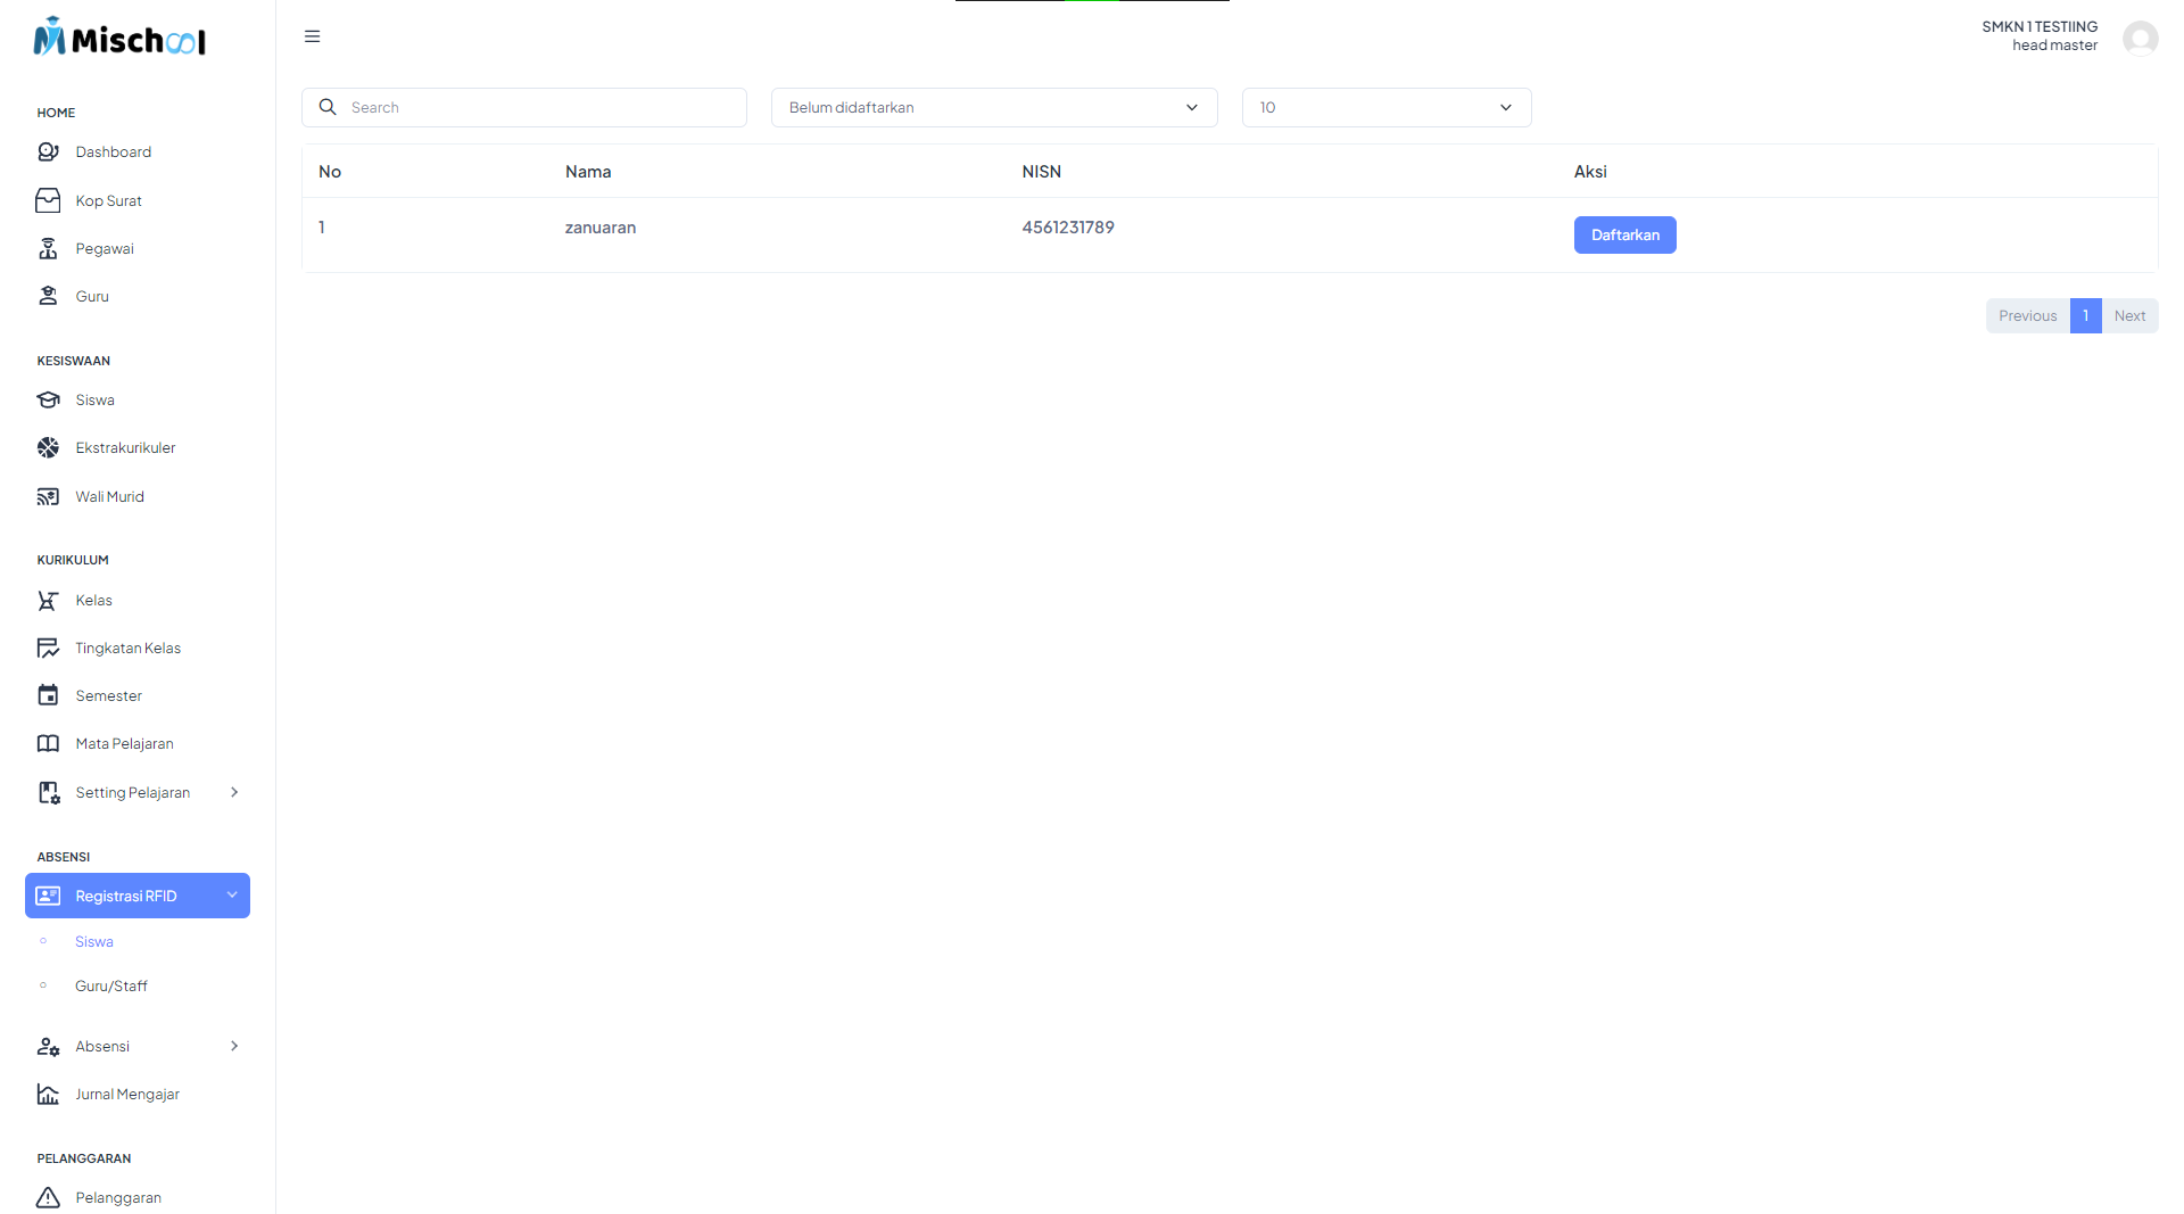 Mischool
SMKN 1 TESTIING
head master
HOME
Dashboard
Kop Surat
Pegawai
Guru
KESISWAAN
Siswa
Ekstrakurikuler
Wali Murid
KURIKULUM
Kelas
Tingkatan Kelas
Semester
Mata Pelajaran
Setting Pelajaran
ABSENSI
Registrasi RFID
Siswa
Guru/Staff
Absensi
Jurnal Mengajar
PELANGGARAN
Pelanggaran
Search
Belum didaftarkan
10
No Nama NISN Aksi
1 zanuaran 4561231789 Daftarkan
Previous 1 Next